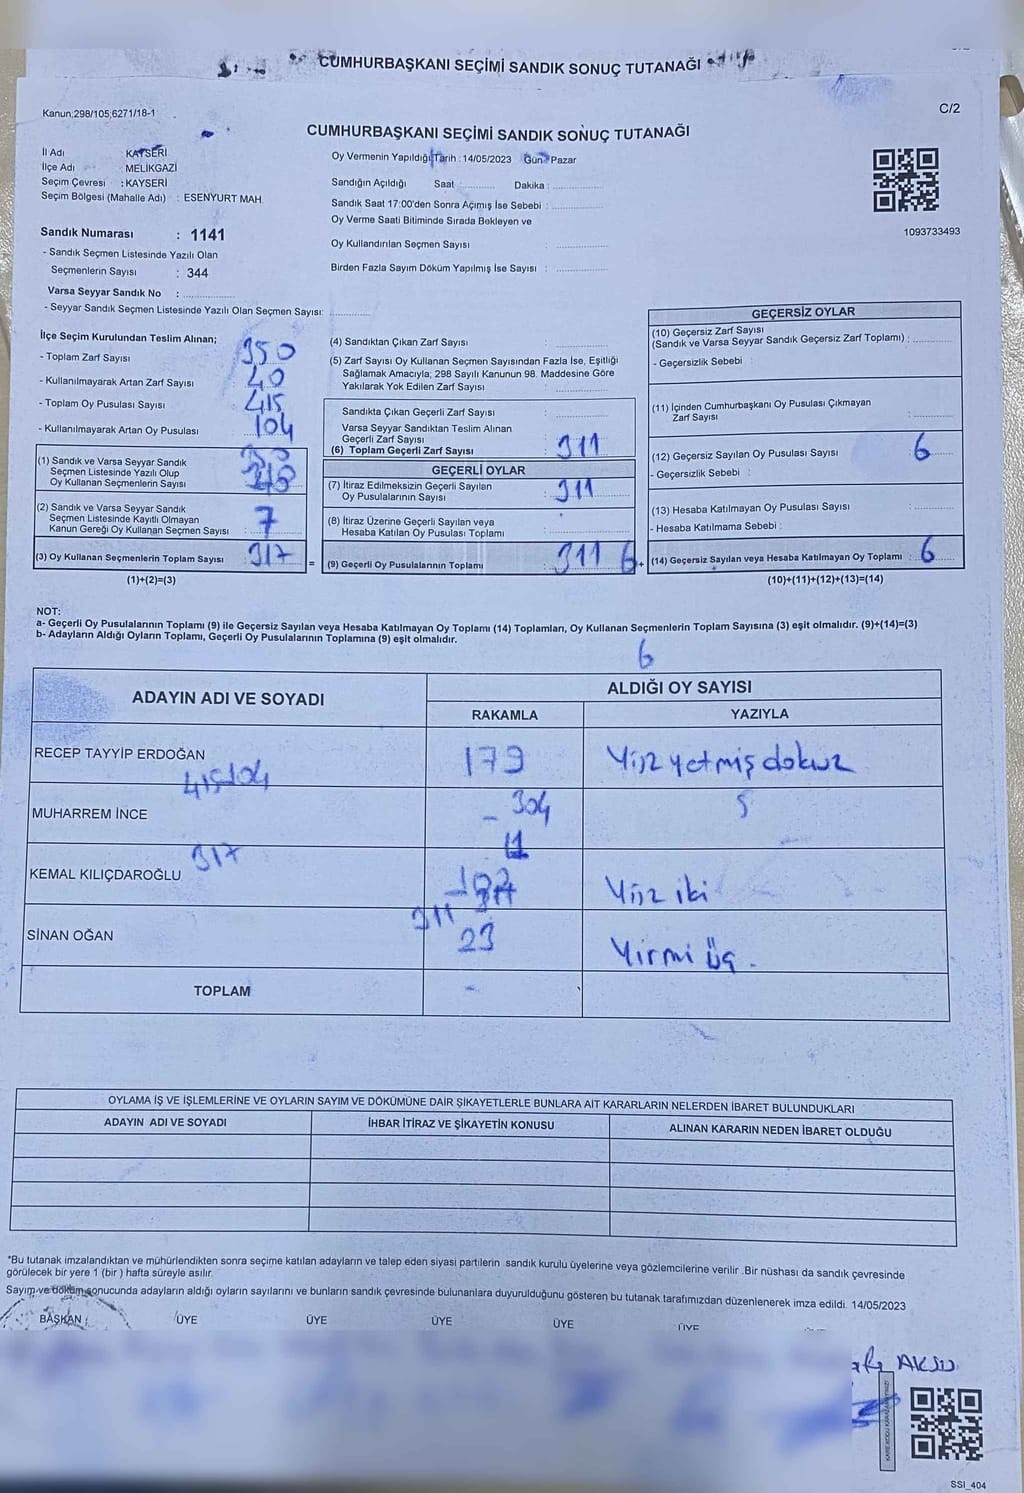 CUMHURBAŞKANI SEÇİMİ SANDIK SONUÇ TUTANAĞI
Kanun;298/105;6271/18-1
C/2
CUMHURBAŞKANI SEÇİMİ SANDIK SONUÇ TUTANAĞI
İl Adı KAYSERİ
İlçe Adı MELİKGAZİ
Seçim Çevresi : KAYSERİ
Seçim Bölgesi (Mahalle Adı) : ESENYURT MAH.
Sandık Numarası : 1141
- Sandık Seçmen Listesinde Yazılı Olan
Seçmenlerin Sayısı : 344
Varsa Seyyar Sandık No :
- Seyyar Sandık Seçmen Listesinde Yazılı Olan Seçmen Sayısı:
Oy Vermenin Yapıldığı Tarih : 14/05/2023 Gün: Pazar
Sandığın Açıldığı Saat : Dakika :
Sandık Saat 17:00'den Sonra Açımış İse Sebebi :
Oy Verme Saati Bitiminde Sırada Bekleyen ve
Oy Kullandırılan Seçmen Sayısı :
Birden Fazla Sayım Döküm Yapılmış İse Sayısı :
1093733493
İlçe Seçim Kurulundan Teslim Alınan;
- Toplam Zarf Sayısı 350
- Kullanılmayarak Artan Zarf Sayısı 40
- Toplam Oy Pusulası Sayısı 415
- Kullanılmayarak Artan Oy Pusulası 104
(1) Sandık ve Varsa Seyyar Sandık
Seçmen Listesinde Yazılı Olup
Oy Kullanan Seçmenlerin Sayısı
(2) Sandık ve Varsa Seyyar Sandık
Seçmen Listesinde Kayıtlı Olmayan
Kanun Gereği Oy Kullanan Seçmen Sayısı 7
(3) Oy Kullanan Seçmenlerin Toplam Sayısı 317 =
(1)+(2)=(3)
(4) Sandıktan Çıkan Zarf Sayısı :
(5) Zarf Sayısı Oy Kullanan Seçmen Sayısından Fazla İse, Eşitliği
Sağlamak Amacıyla; 298 Sayılı Kanunun 98. Maddesine Göre
Yakılarak Yok Edilen Zarf Sayısı :
Sandıkta Çıkan Geçerli Zarf Sayısı :
Varsa Seyyar Sandıktan Teslim Alınan
Geçerli Zarf Sayısı
(6) Toplam Geçerli Zarf Sayısı : 311
GEÇERLİ OYLAR
(7) İtiraz Edilmeksizin Geçerli Sayılan
Oy Pusulalarının Sayısı : 311
(8) İtiraz Üzerine Geçerli Sayılan veya
Hesaba Katılan Oy Pusulası Toplamı :
(9) Geçerli Oy Pusulalarının Toplamı : 311 6 +
GEÇERSİZ OYLAR
(10) Geçersiz Zarf Sayısı
(Sandık ve Varsa Seyyar Sandık Geçersiz Zarf Toplamı) :
- Geçersizlik Sebebi :
(11) İçinden Cumhurbaşkanı Oy Pusulası Çıkmayan
Zarf Sayısı :
(12) Geçersiz Sayılan Oy Pusulası Sayısı : 6
- Geçersizlik Sebebi :
(13) Hesaba Katılmayan Oy Pusulası Sayısı :
- Hesaba Katılmama Sebebi :
(14) Geçersiz Sayılan veya Hesaba Katılmayan Oy Toplamı : 6
(10)+(11)+(12)+(13)=(14)
NOT:
a- Geçerli Oy Pusulalarının Toplamı (9) ile Geçersiz Sayılan veya Hesaba Katılmayan Oy Toplamı (14) Toplamları, Oy Kullanan Seçmenlerin Toplam Sayısına (3) eşit olmalıdır. (9)+(14)=(3)
b- Adayların Aldığı Oyların Toplamı, Geçerli Oy Pusulalarının Toplamına (9) eşit olmalıdır.
6
ADAYIN ADI VE SOYADI ALDIĞI OY SAYISI
RAKAMLA YAZIYLA
RECEP TAYYİP ERDOĞAN 179 Yüz yetmiş dokuz
415 104
MUHARREM İNCE - 304 5
11
317
KEMAL KILIÇDAROĞLU 102 Yüz iki
311
SİNAN OĞAN 23 Yirmi üç.
TOPLAM -
OYLAMA İŞ VE İŞLEMLERİNE VE OYLARIN SAYIM VE DÖKÜMÜNE DAİR ŞİKAYETLERLE BUNLARA AİT KARARLARIN NELERDEN İBARET BULUNDUKLARI
ADAYIN ADI VE SOYADI İHBAR İTİRAZ VE ŞİKAYETİN KONUSU ALINAN KARARIN NEDEN İBARET OLDUĞU
*Bu tutanak imzalandıktan ve mühürlendikten sonra seçime katılan adayların ve talep eden siyasi partilerin sandık kurulu üyelerine veya gözlemcilerine verilir .Bir nüshası da sandık çevresinde
görülecek bir yere 1 (bir ) hafta süreyle asılır.
Sayım ve döküm sonucunda adayların aldığı oyların sayılarını ve bunların sandık çevresinde bulunanlara duyurulduğunu gösteren bu tutanak tarafımızdan düzenlenerek imza edildi. 14/05/2023
BAŞKAN ÜYE ÜYE ÜYE ÜYE ÜYE
AKSU
SSI_404